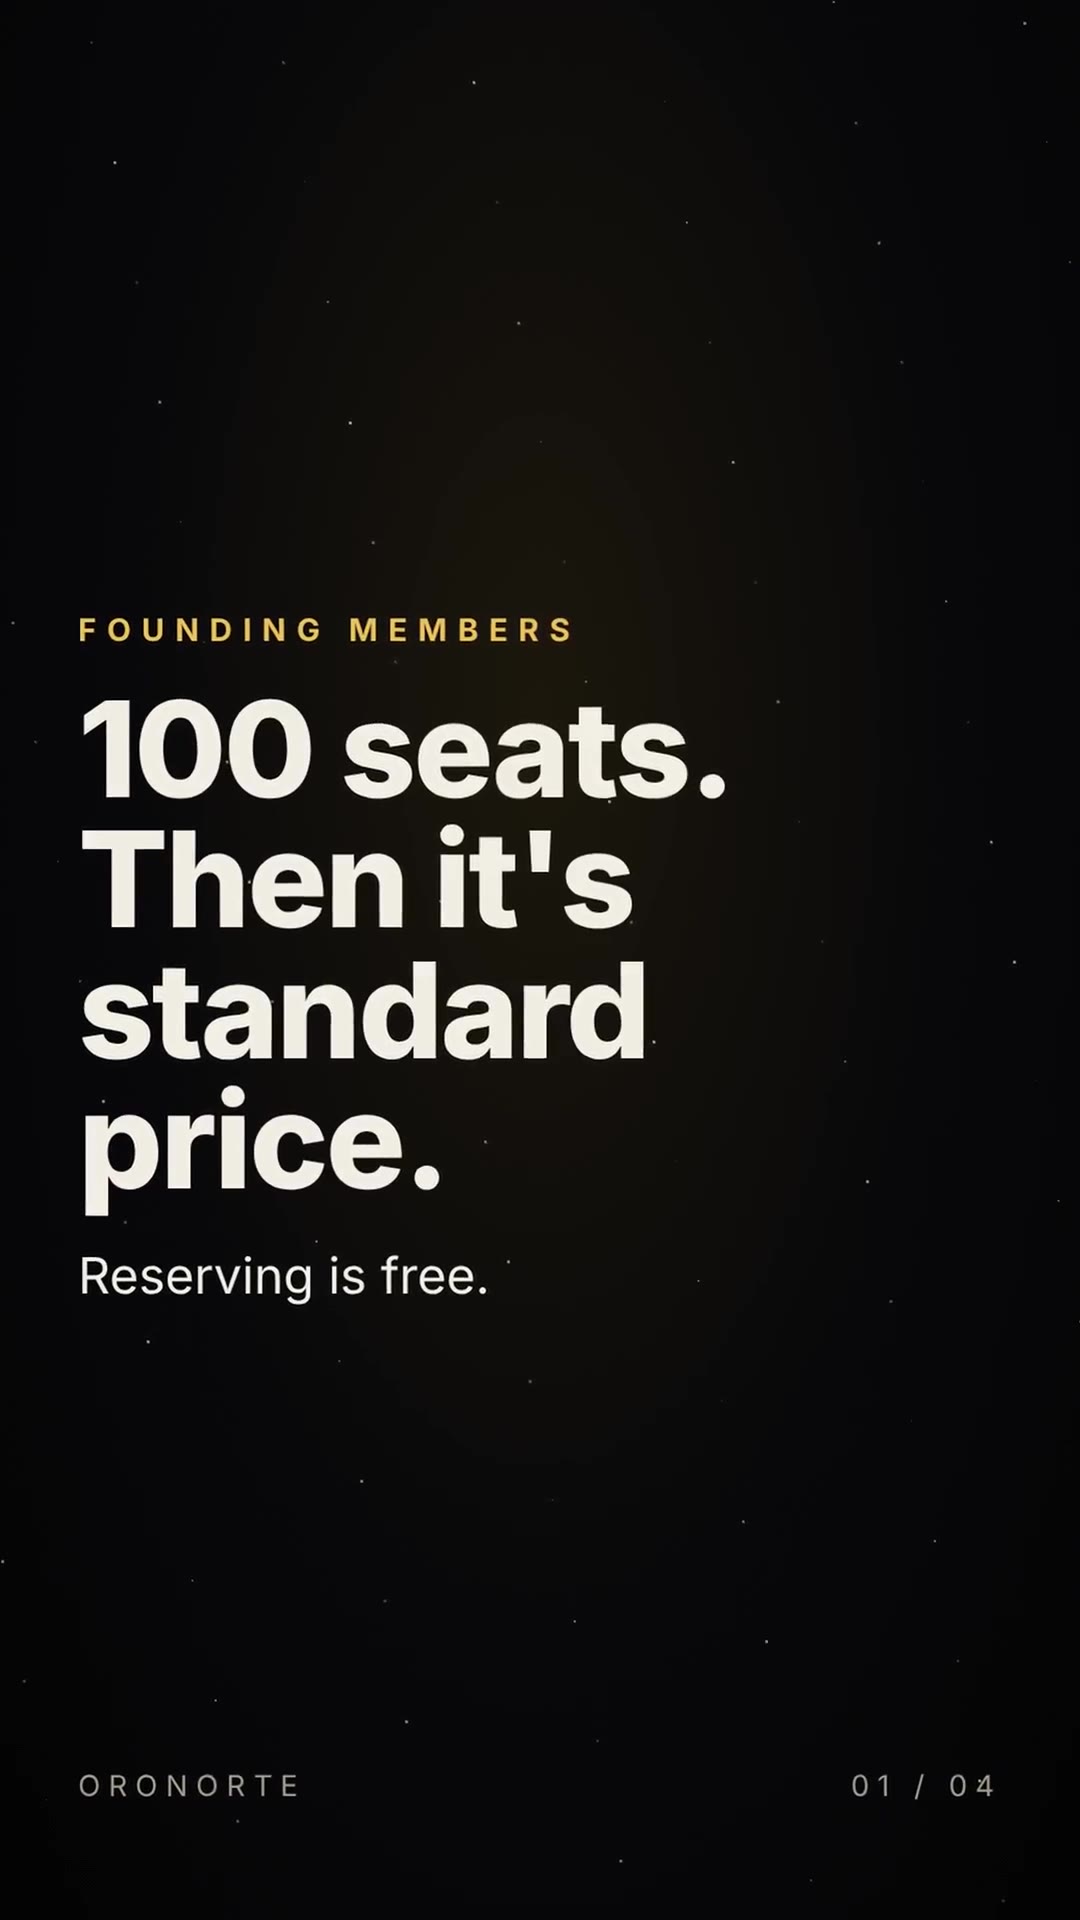 FOUNDING MEMBERS
100 seats.
Then it's
standard
price.
Reserving is free.
ORONORTE
01 / 04